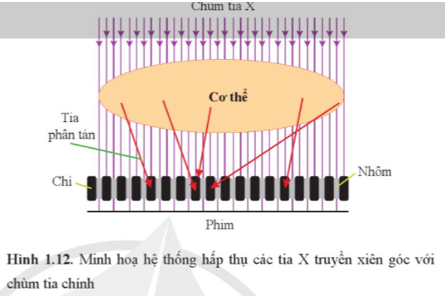 Chùm tia X
Cơ thể
Tia
phân tán
Chì
Nhôm
Phim
Hình 1.12. Minh hoạ hệ thống hấp thụ các tia X truyền xiên góc với
chùm tia chính